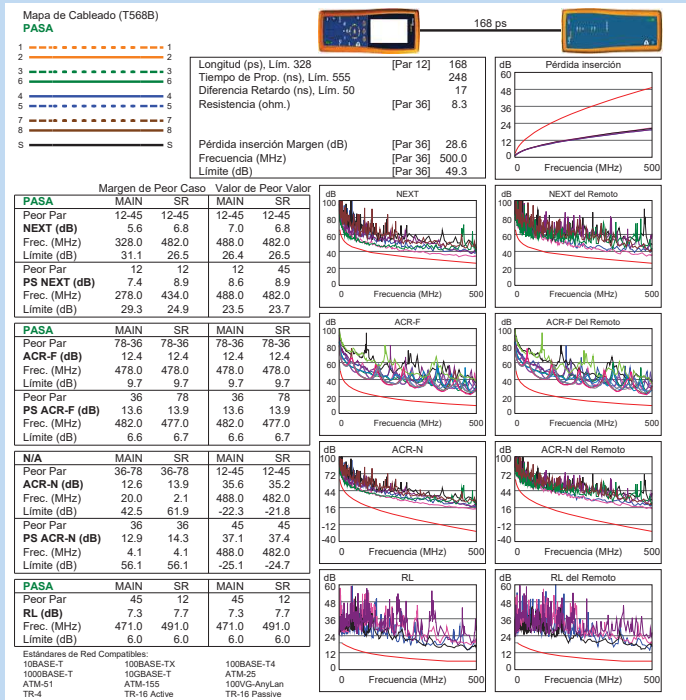 Mapa de Cableado (T568B)
PASA
1 1
2 2
3 3
6 6
4 4
5 5
7 7
8 8
S S
168 ps
Longitud (ps), Lím. 328 [Par 12] 168
Tiempo de Prop. (ns), Lím. 555 248
Diferencia Retardo (ns), Lím. 50 17
Resistencia (ohm.) [Par 36] 8.3
Pérdida inserción Margen (dB) [Par 36] 28.6
Frecuencia (MHz) [Par 36] 500.0
Límite (dB) [Par 36] 49.3
dB Pérdida inserción
60
48
36
24
12
0
0 Frecuencia (MHz) 500
Margen de Peor Caso Valor de Peor Valor
PASA MAIN SR MAIN SR
Peor Par 12-45 12-45 12-45 12-45
NEXT (dB) 5.6 6.8 7.0 6.8
Frec. (MHz) 328.0 482.0 488.0 482.0
Límite (dB) 31.1 26.5 26.4 26.5
Peor Par 12 12 12 45
PS NEXT (dB) 7.4 8.9 8.6 8.9
Frec. (MHz) 278.0 434.0 488.0 482.0
Límite (dB) 29.3 24.9 23.5 23.7
PASA MAIN SR MAIN SR
Peor Par 78-36 78-36 78-36 78-36
ACR-F (dB) 12.4 12.4 12.4 12.4
Frec. (MHz) 478.0 478.0 478.0 478.0
Límite (dB) 9.7 9.7 9.7 9.7
Peor Par 36 78 36 78
PS ACR-F (dB) 13.6 13.9 13.6 13.9
Frec. (MHz) 482.0 477.0 482.0 477.0
Límite (dB) 6.6 6.7 6.6 6.7
N/A MAIN SR MAIN SR
Peor Par 36-78 36-78 12-45 12-45
ACR-N (dB) 12.6 13.9 35.6 35.2
Frec. (MHz) 20.0 2.1 488.0 482.0
Límite (dB) 42.5 61.9 -22.3 -21.8
Peor Par 36 36 45 45
PS ACR-N (dB) 12.9 14.3 37.1 37.4
Frec. (MHz) 4.1 4.1 488.0 482.0
Límite (dB) 56.1 56.1 -25.1 -24.7
PASA MAIN SR MAIN SR
Peor Par 45 12 45 12
RL (dB) 7.3 7.7 7.3 7.7
Frec. (MHz) 471.0 491.0 471.0 491.0
Límite (dB) 6.0 6.0 6.0 6.0
Estándares de Red Compatibles:
10BASE-T 100BASE-TX 100BASE-T4
1000BASE-T 10GBASE-T ATM-25
ATM-51 ATM-155 100VG-AnyLan
TR-4 TR-16 Active TR-16 Passive
dB NEXT
100
80
60
40
20
0
0 Frecuencia (MHz) 500
dB NEXT del Remoto
100
80
60
40
20
0
0 Frecuencia (MHz) 500
dB ACR-F
100
80
60
40
20
0
0 Frecuencia (MHz) 500
dB ACR-F Del Remoto
100
80
60
40
20
0
0 Frecuencia (MHz) 500
dB ACR-N
100
72
44
16
-12
-40
0 Frecuencia (MHz) 500
dB ACR-N del Remoto
100
72
44
16
-12
-40
0 Frecuencia (MHz) 500
dB RL
60
48
36
24
12
0
0 Frecuencia (MHz) 500
dB RL del Remoto
60
48
36
24
12
0
0 Frecuencia (MHz) 500